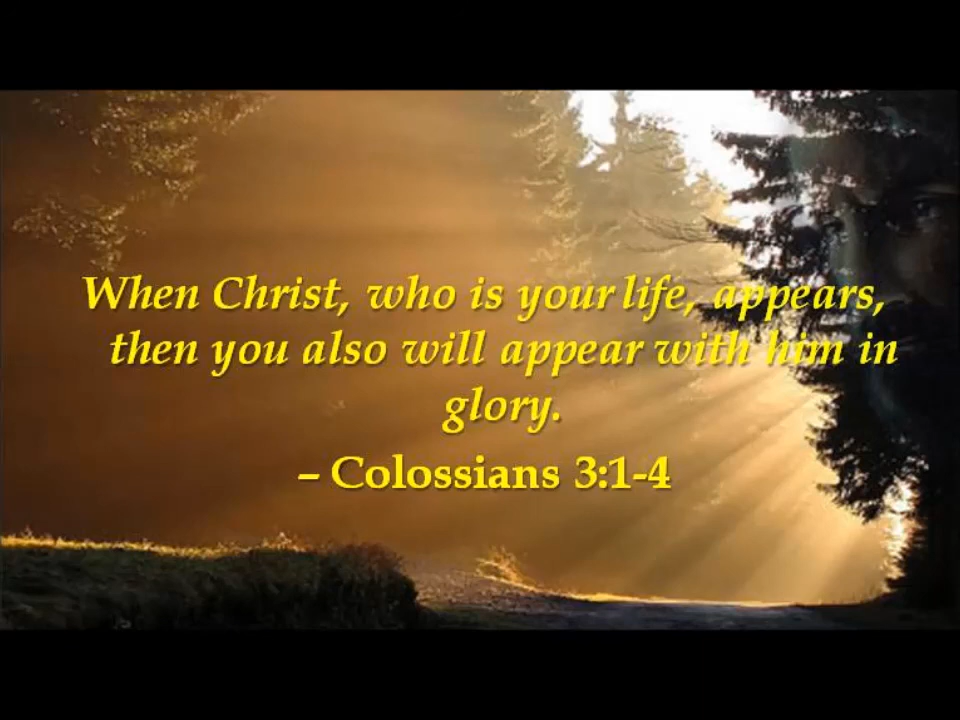 When Christ, who is your life, appears,
then you also will appear with him in
glory.
– Colossians 3:1-4